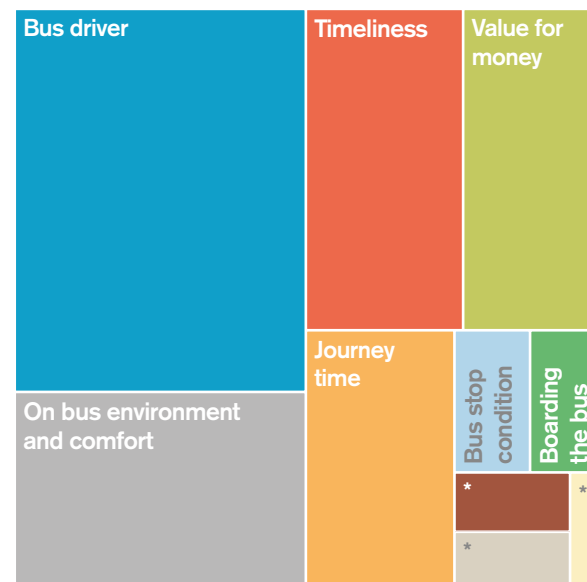 Bus driver
Timeliness
Value for
money
On bus environment
and comfort
Journey
time
Bus stop
condition
Boarding
the bus
*
*
*